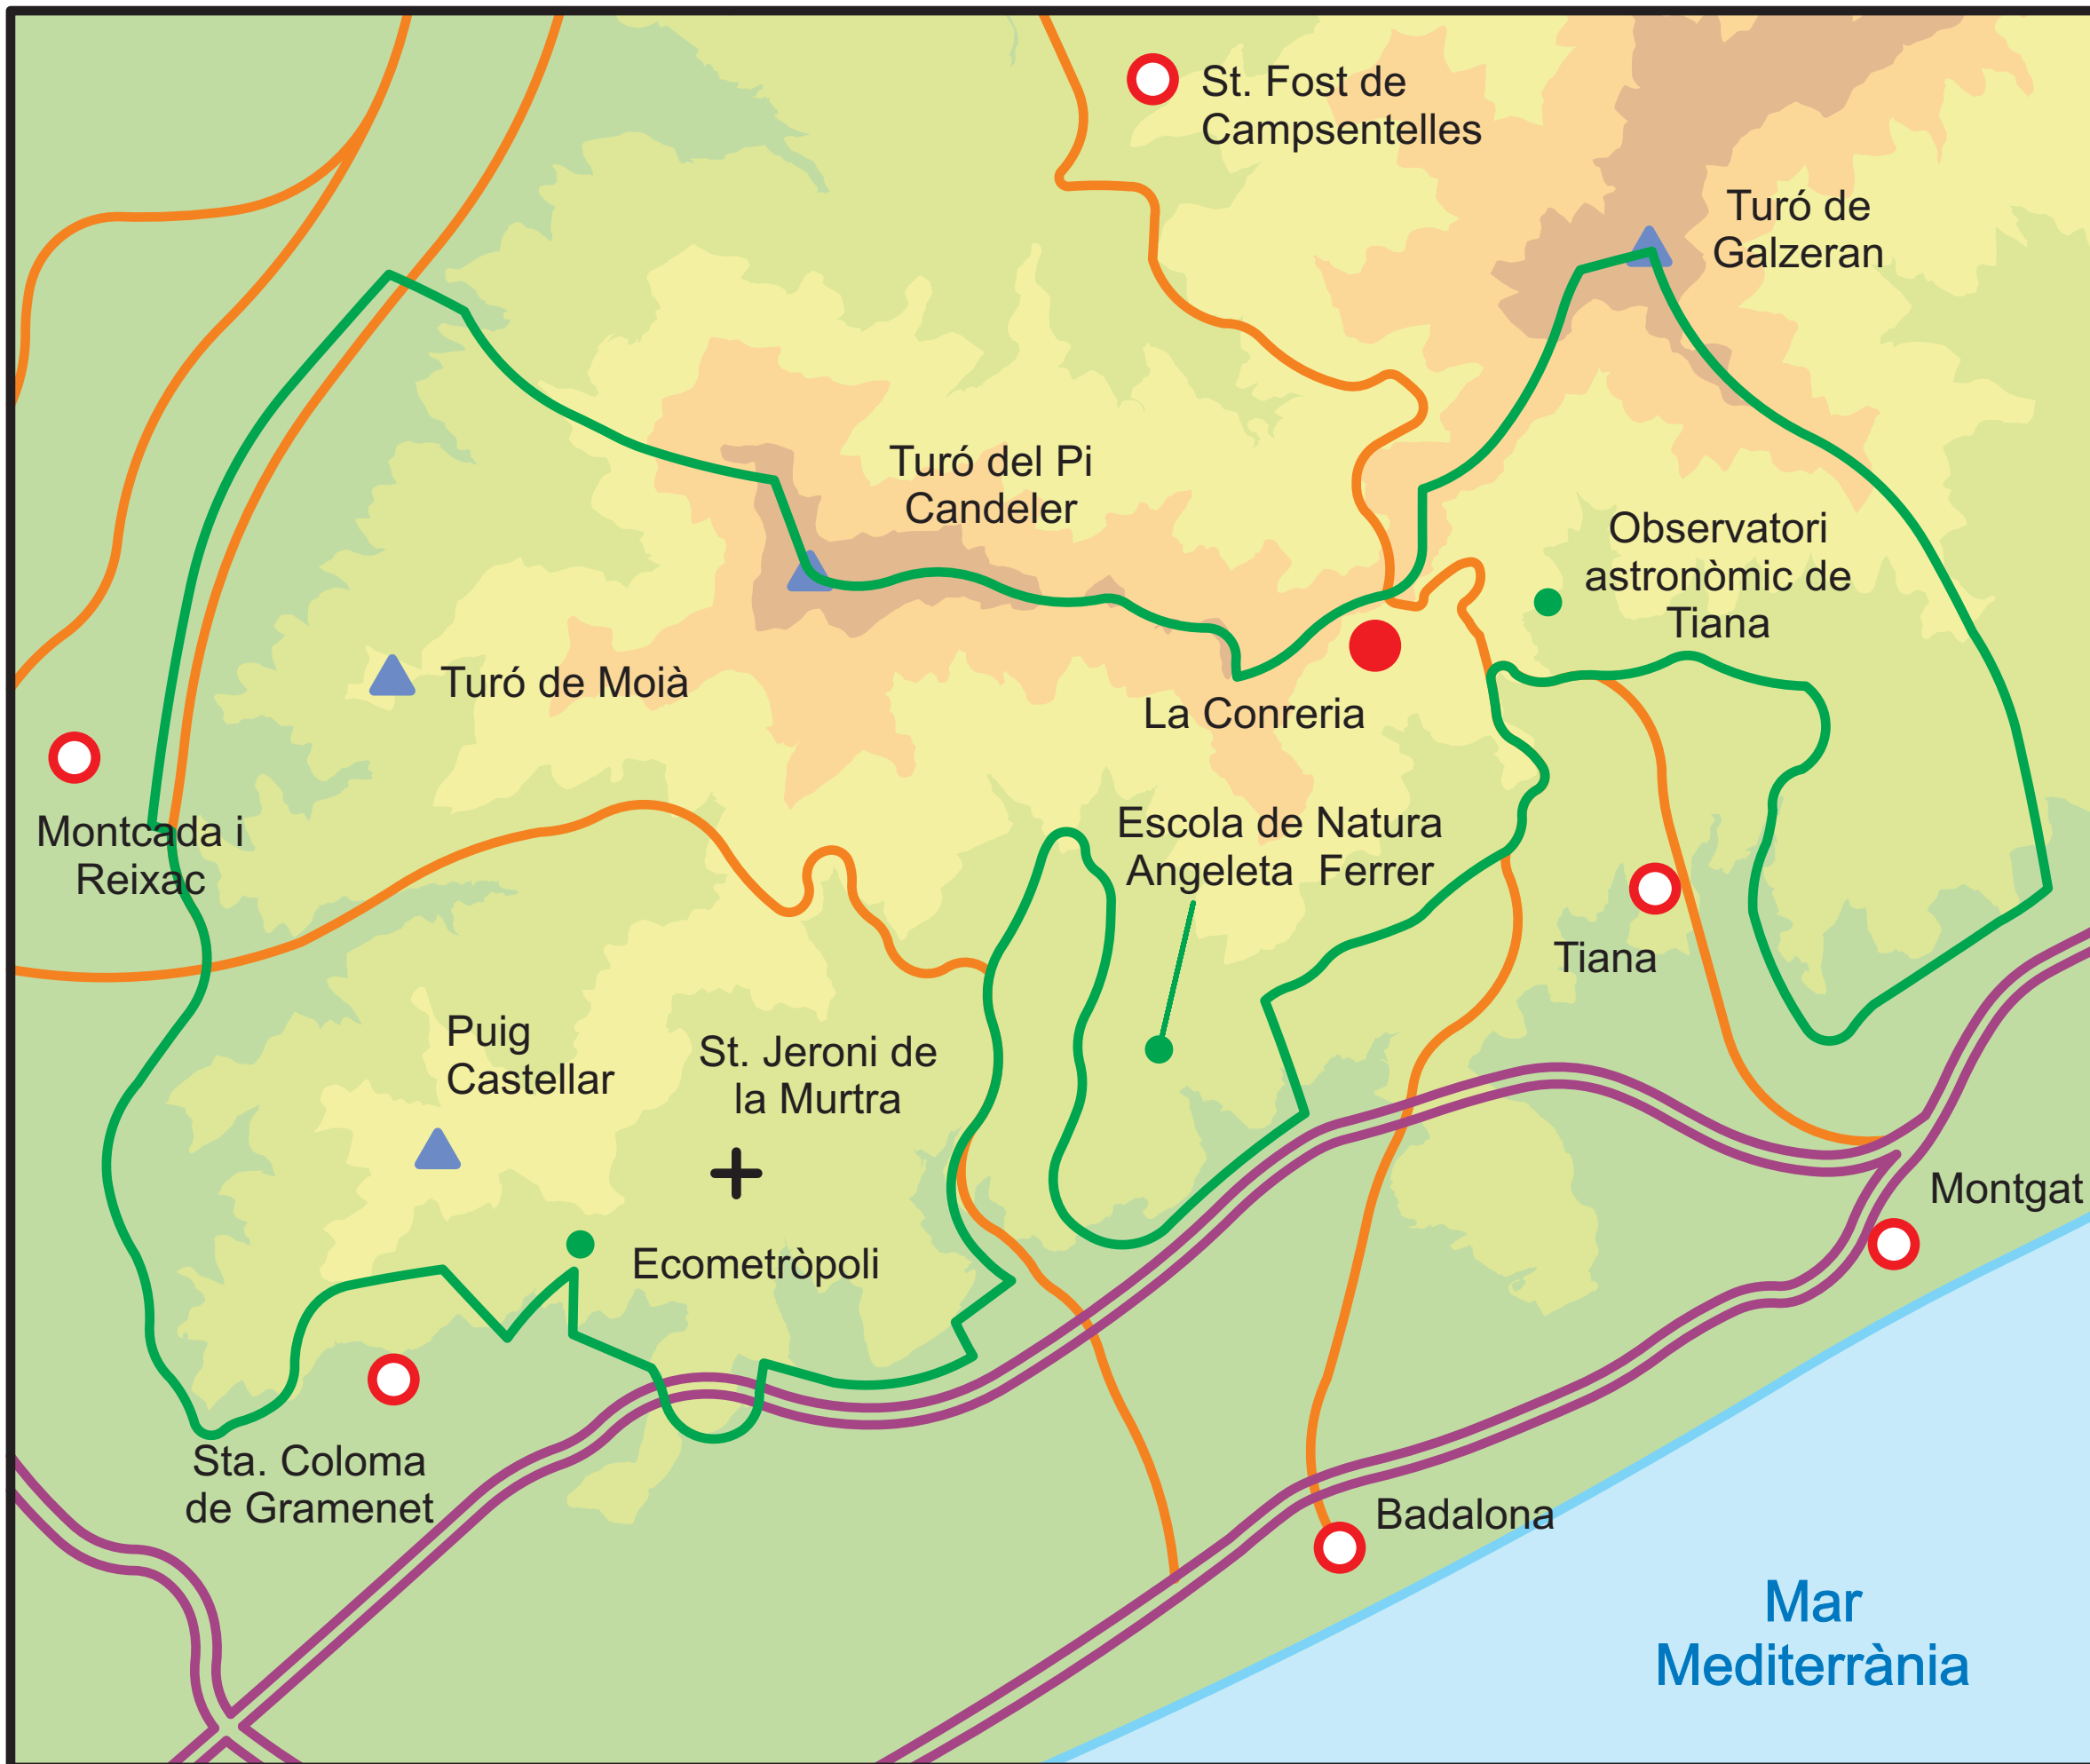 St. Fost de
Campsentelles
Turó de
Galzeran
Turó del Pi
Candeler
Observatori
astronòmic de
Tiana
Turó de Moià
La Conreria
Montcada i
Reixac
Escola de Natura
Angeleta Ferrer
Tiana
Puig
Castellar
St. Jeroni de
la Murtra
Montgat
Ecometròpoli
Sta. Coloma
de Gramenet
Badalona
Mar
Mediterrània